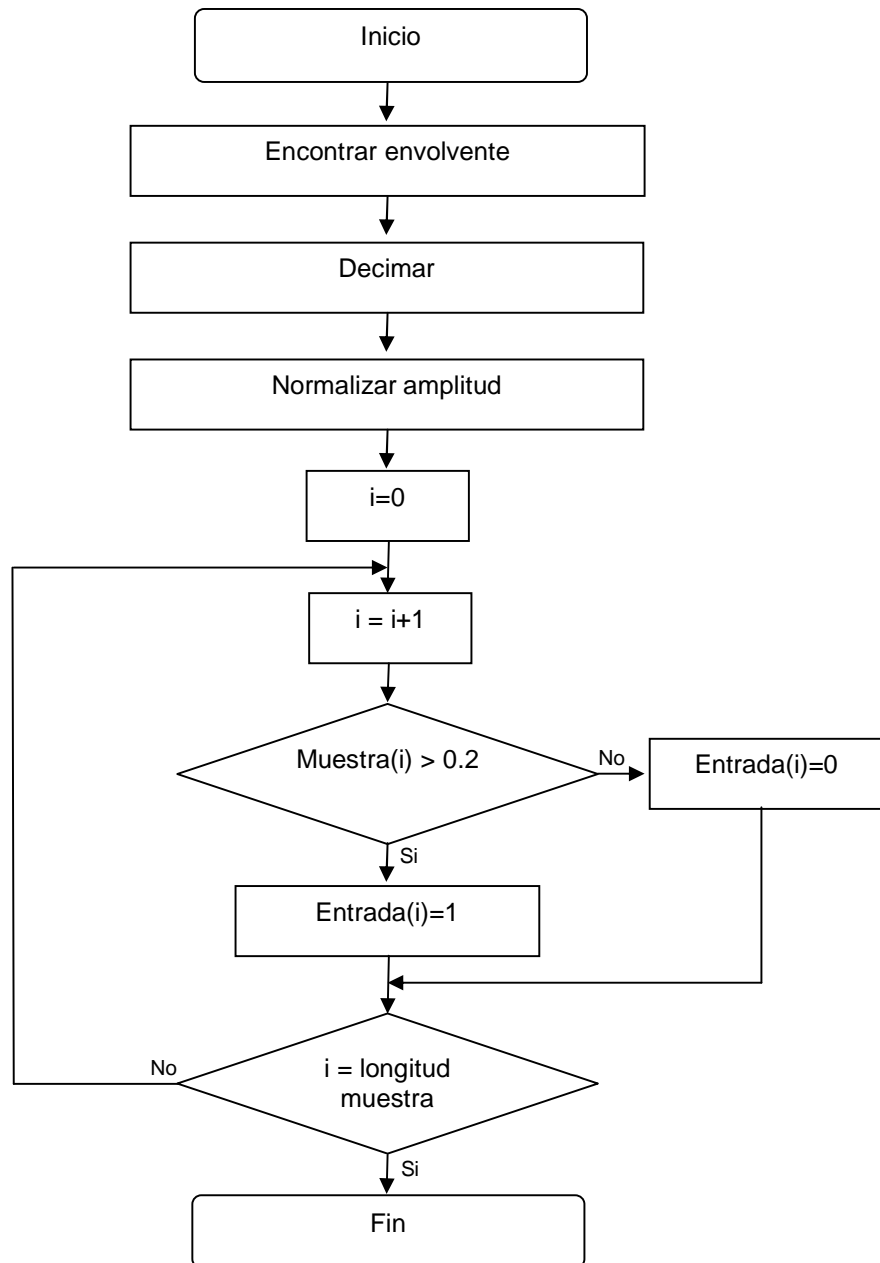 Inicio
Encontrar envolvente
Decimar
Normalizar amplitud
i=0
i = i+1
Muestra(i) > 0.2
No
Entrada(i)=0
Si
Entrada(i)=1
No
i = longitud
muestra
Si
Fin